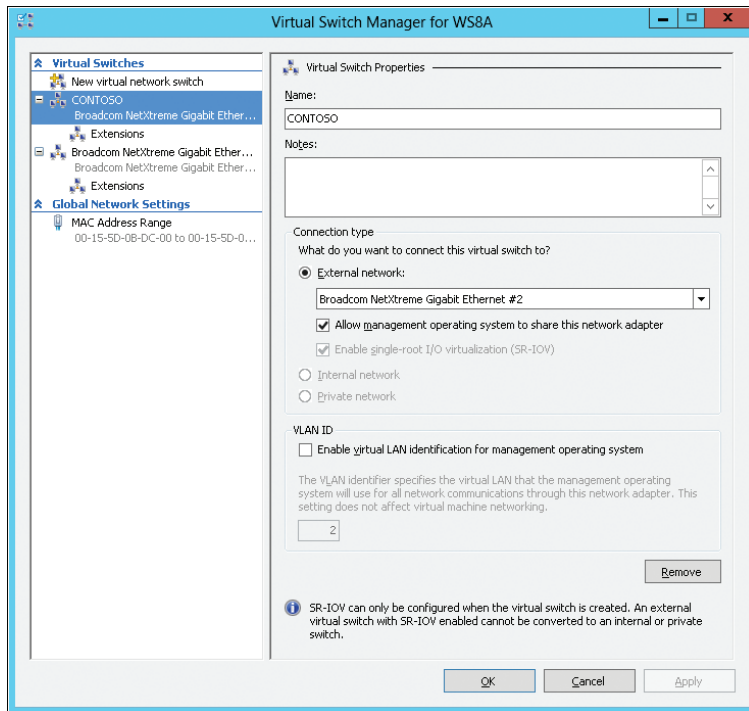 Virtual Switch Manager for WS8A
Virtual Switches
New virtual network switch
CONTOSO
Broadcom NetXtreme Gigabit Ether...
Extensions
Broadcom NetXtreme Gigabit Ether...
Broadcom NetXtreme Gigabit Ether...
Extensions
Global Network Settings
MAC Address Range
00-15-5D-0B-DC-00 to 00-15-5D-0...
Virtual Switch Properties
Name:
CONTOSO
Notes:
Connection type
What do you want to connect this virtual switch to?
External network:
Broadcom NetXtreme Gigabit Ethernet #2
Allow management operating system to share this network adapter
Enable single-root I/O virtualization (SR-IOV)
Internal network
Private network
VLAN ID
Enable virtual LAN identification for management operating system
The VLAN identifier specifies the virtual LAN that the management operating
system will use for all network communications through this network adapter. This
setting does not affect virtual machine networking.
2
Remove
SR-IOV can only be configured when the virtual switch is created. An external
virtual switch with SR-IOV enabled cannot be converted to an internal or private
switch.
OK
Cancel
Apply